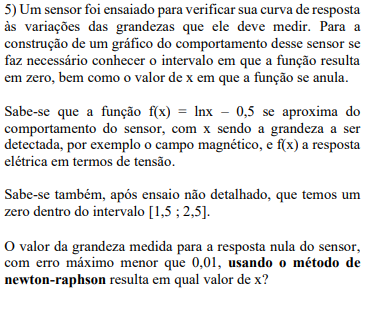 5) Um sensor foi ensaiado para verificar sua curva de resposta
às variações das grandezas que ele deve medir. Para a
construção de um gráfico do comportamento desse sensor se
faz necessário conhecer o intervalo em que a função resulta
em zero, bem como o valor de x em que a função se anula.
Sabe-se que a função f(x) = lnx – 0,5 se aproxima do
comportamento do sensor, com x sendo a grandeza a ser
detectada, por exemplo o campo magnético, e f(x) a resposta
elétrica em termos de tensão.
Sabe-se também, após ensaio não detalhado, que temos um
zero dentro do intervalo [1,5 ; 2,5].
O valor da grandeza medida para a resposta nula do sensor,
com erro máximo menor que 0,01, usando o método de
newton-raphson resulta em qual valor de x?